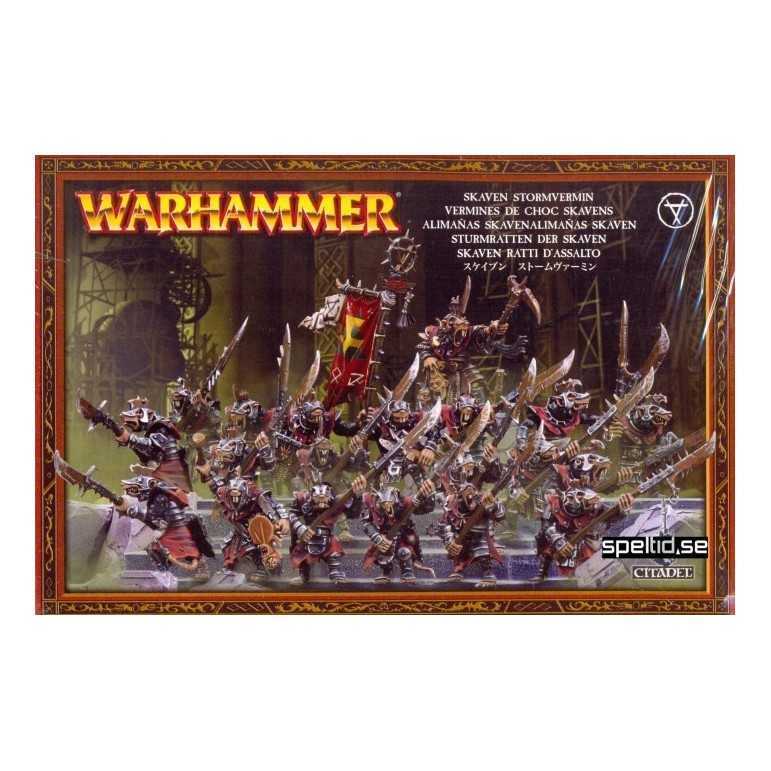 WARHAMMER®
SKAVEN STORMVERMIN
VERMINES DE CHOC SKAVENS
ALIMAÑAS SKAVENALIMAÑAS SKAVEN
STURMRATTEN DER SKAVEN
SKAVEN RATTI D'ASSALTO
スケイブン ストームヴァーミン
speltid.se
CITADEL